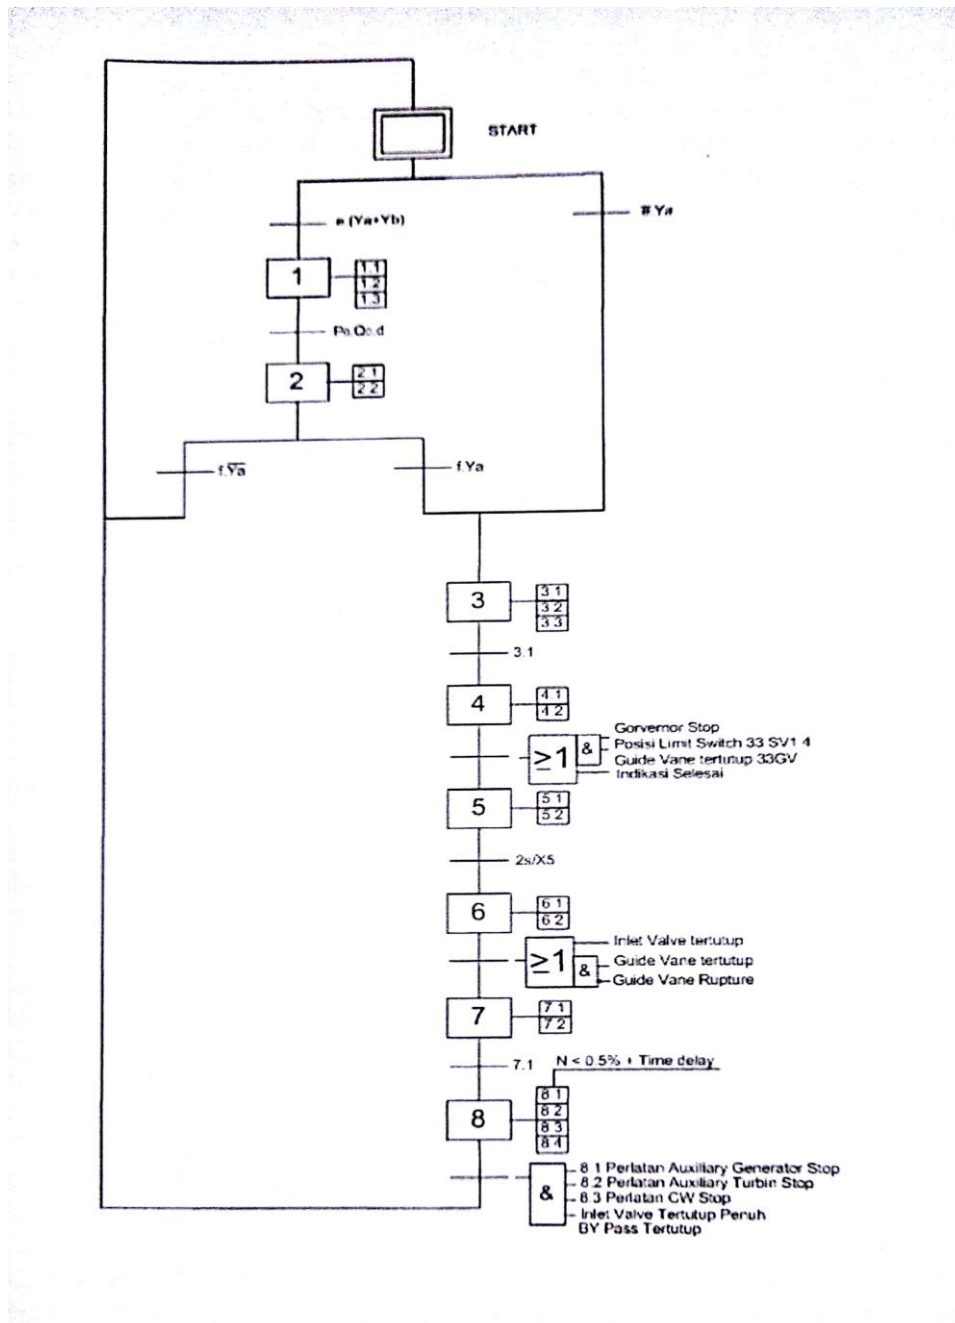 START
e.(Ya+Yb)
e̅.Ya
1
1.1
1.2
1.3
Po.Qo.d
2
2 1
2 2
f.Y̅a̅
f.Ya
3
3 1
3 2
3 3
3.1
4
4.1
4 2
Gorvernor Stop
Posisi Limit Switch 33 SV1 4
Guide Vane tertutup 33GV
Indikasi Selesai
≥1
&
5
5 1
5 2
2s/X5
6
6 1
6 2
Inlet Valve tertutup
Guide Vane tertutup
Guide Vane Rupture
≥1
&
7
7 1
7 2
7.1
N < 0.5% + Time delay
8
8 1
8 2
8 3
8 4
&
8 1 Perlatan Auxiliary Generator Stop
8.2 Perlatan Auxiliary Turbin Stop
8 3 Perlatan CW Stop
Inlet Valve Tertutup Penuh
BY Pass Tertutup